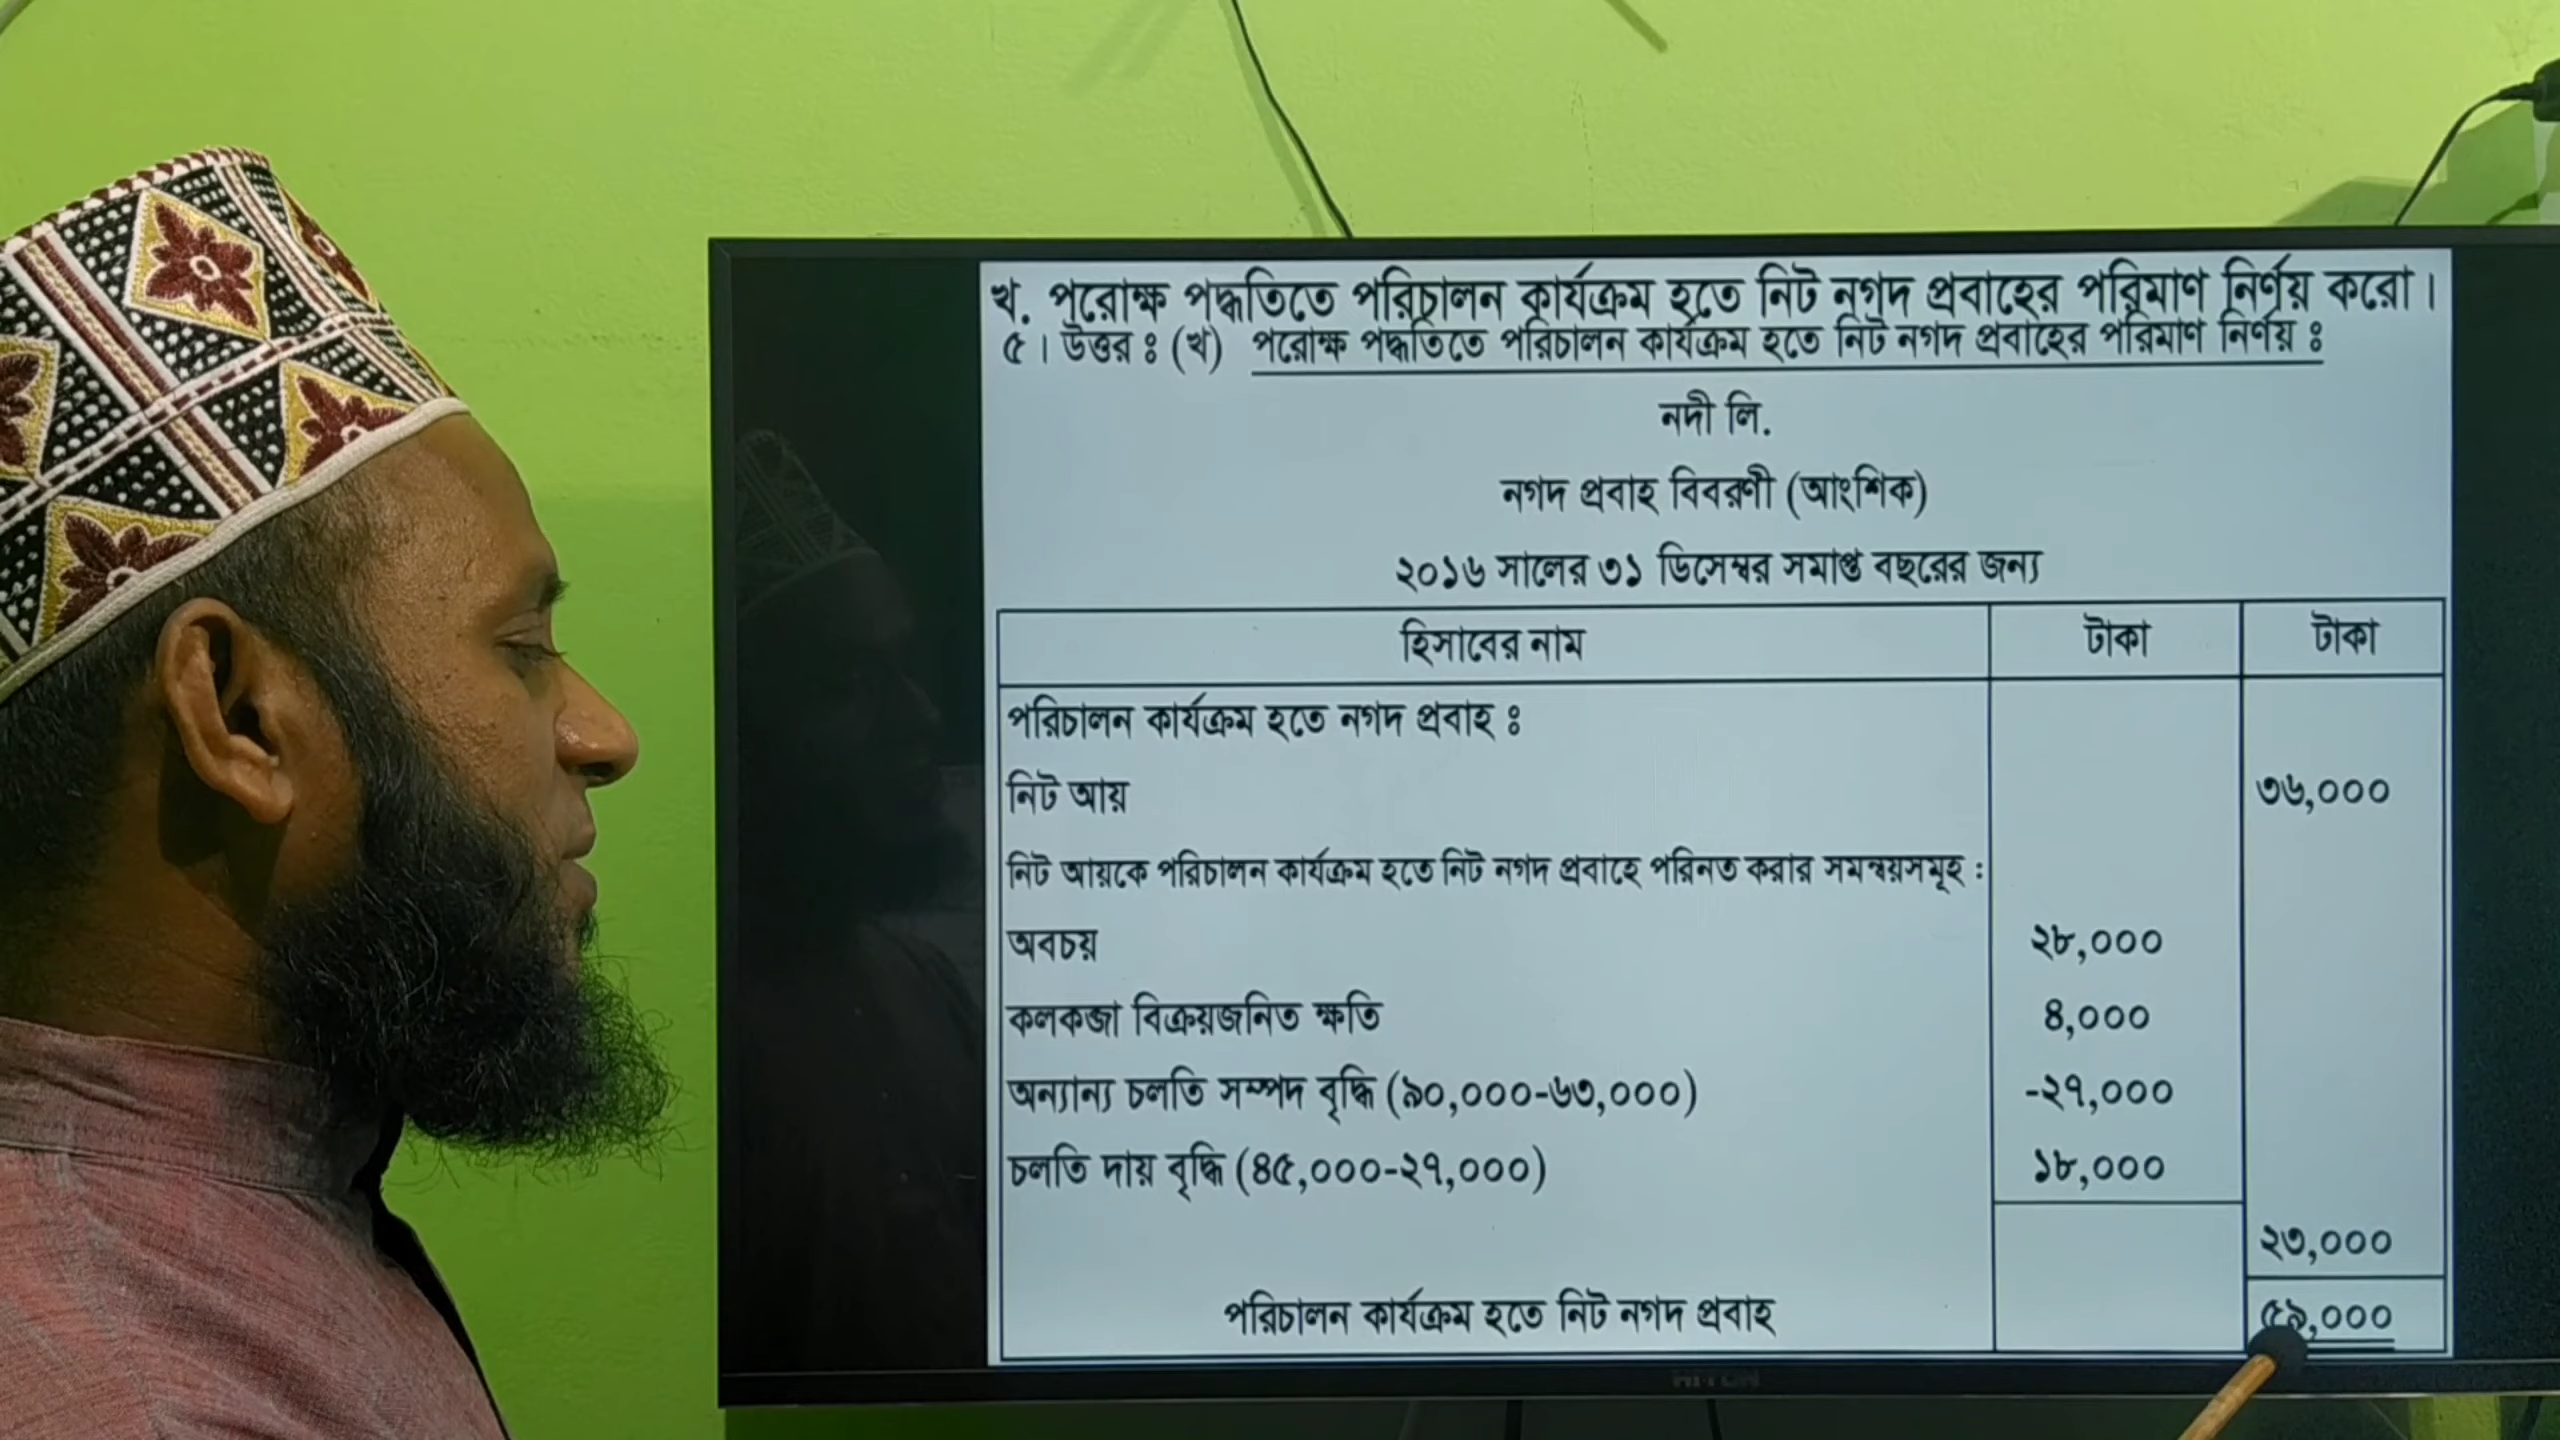 খ. পরোক্ষ পদ্ধতিতে পরিচালন কার্যক্রম হতে নিট নগদ প্রবাহের পরিমাণ নির্ণয় করো।
৫। উত্তর ঃ (খ) পরোক্ষ পদ্ধতিতে পরিচালন কার্যক্রম হতে নিট নগদ প্রবাহের পরিমাণ নির্ণয় ঃ
নদী লি.
নগদ প্রবাহ বিবরণী (আংশিক)
২০১৬ সালের ৩১ ডিসেম্বর সমাপ্ত বছরের জন্য
হিসাবের নাম টাকা টাকা
পরিচালন কার্যক্রম হতে নগদ প্রবাহ ঃ
নিট আয় ৩৬,০০০
নিট আয়কে পরিচালন কার্যক্রম হতে নিট নগদ প্রবাহে পরিনত করার সমন্বয়সমূহ :
অবচয় ২৮,০০০
কলকব্জা বিক্রয়জনিত ক্ষতি ৪,০০০
অন্যান্য চলতি সম্পদ বৃদ্ধি (৯০,০০০-৬৩,০০০) -২৭,০০০
চলতি দায় বৃদ্ধি (৪৫,০০০-২৭,০০০) ১৮,০০০
২৩,০০০
পরিচালন কার্যক্রম হতে নিট নগদ প্রবাহ ৫৯,০০০